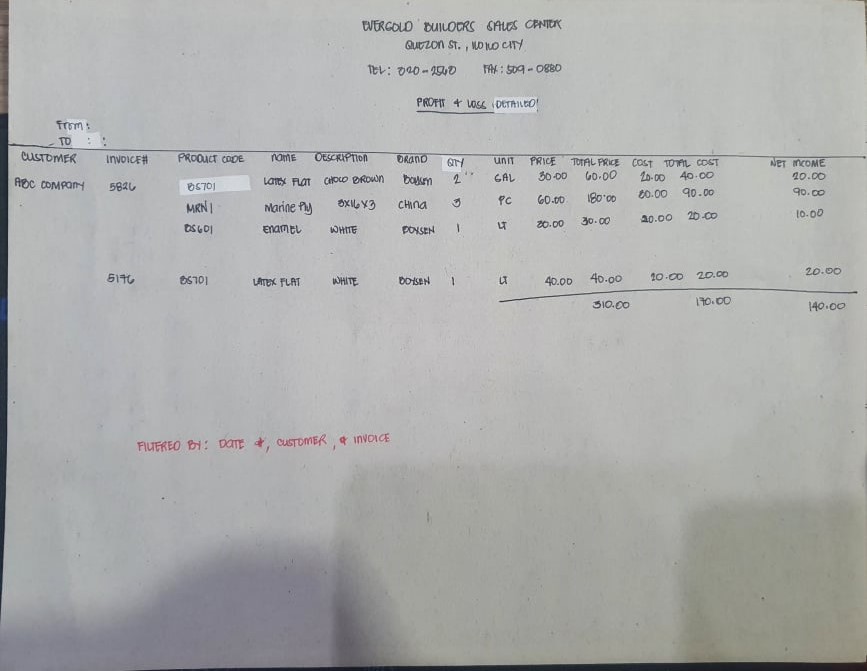 EVERGOLD BUILDERS SALES CENTER
QUEZON ST., ILOILO CITY
TEL: 320-2540 FAX: 509-0880
PROFIT & LOSS (DETAILED)
From:
TO : :
CUSTOMER INVOICE# PRODUCT CODE NAME DESCRIPTION BRAND QTY UNIT PRICE TOTAL PRICE COST TOTAL COST NET INCOME
ABC COMPANY 5826 BS701 LATEX FLAT CHOCO BROWN Boysen 2 GAL 30.00 60.00 20.00 40.00 20.00
MRN1 Marine Ply 3X16X3 CHINA 3 PC 60.00 180.00 30.00 90.00 90.00
BS601 ENAMEL WHITE BOYSEN 1 LT 30.00 30.00 20.00 20.00 10.00
5196 BS701 LATEX FLAT WHITE BOYSEN 1 LT 40.00 40.00 20.00 20.00 20.00
310.00 170.00 140.00
FILTERED BY: DATE , CUSTOMER, & INVOICE